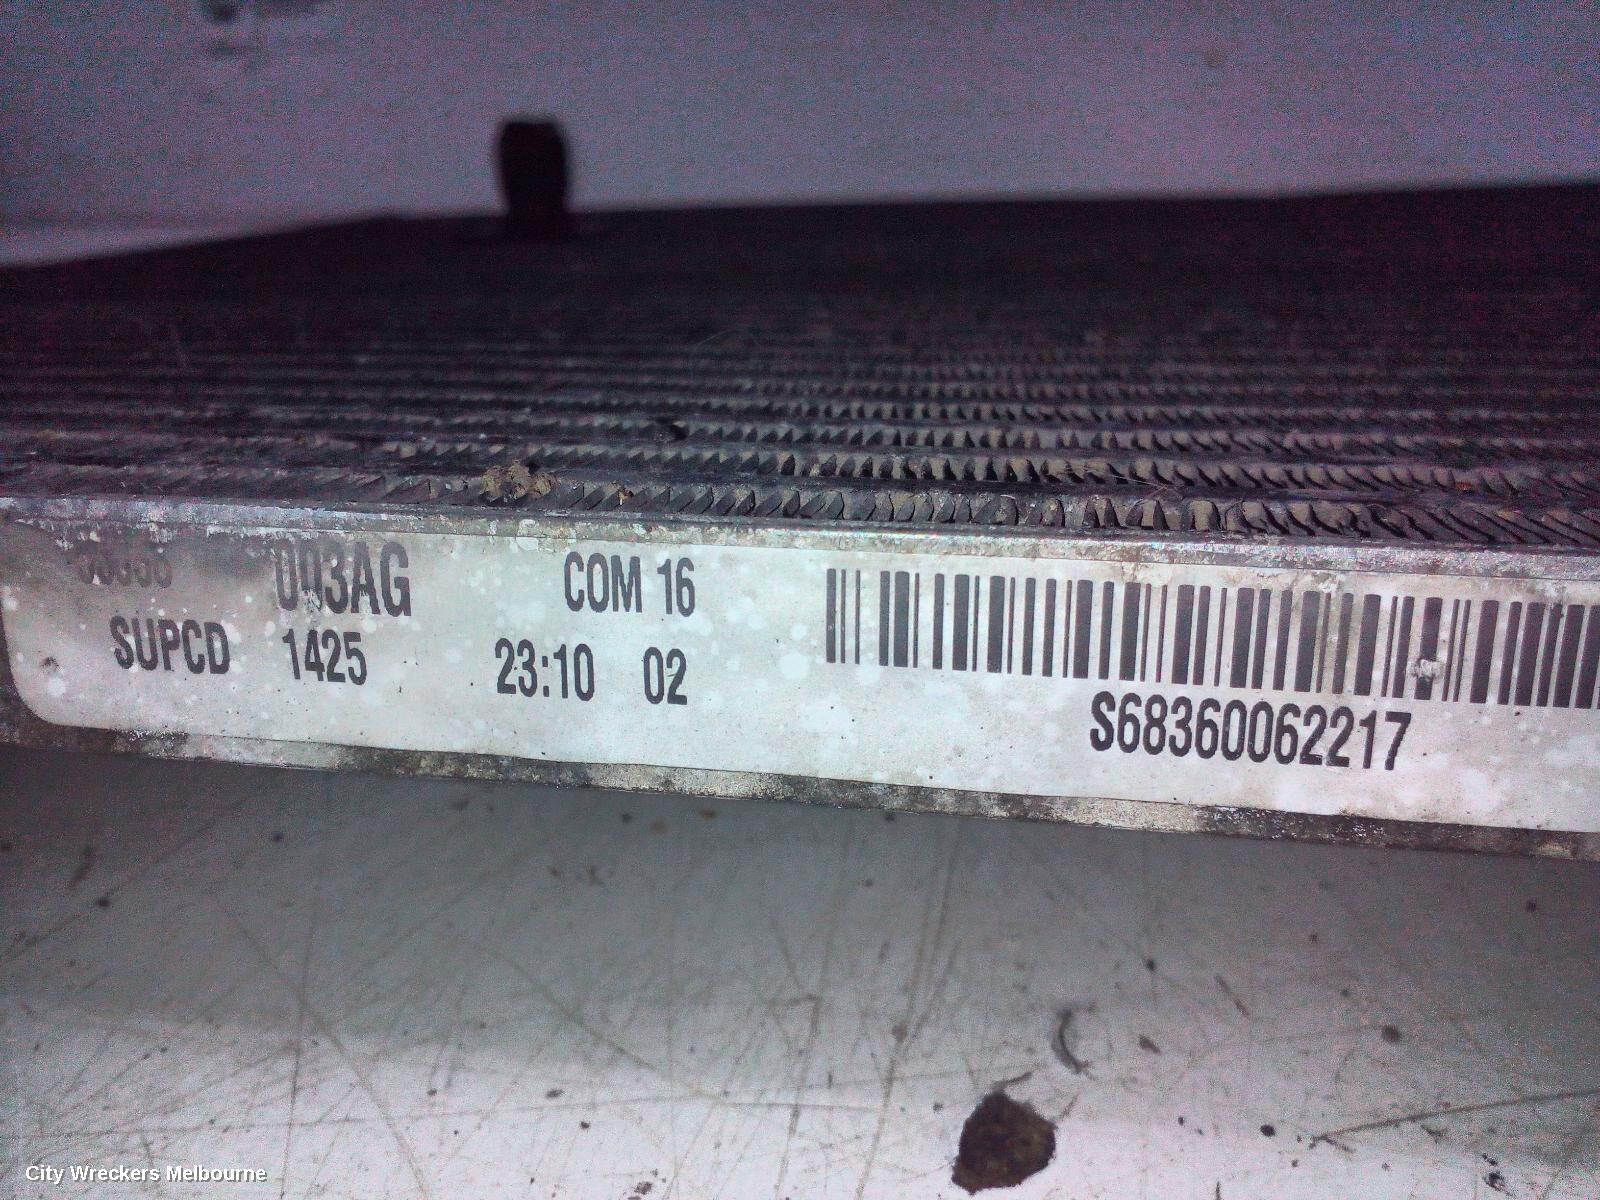 003AG COM 16
SUPCD 1425 23:10 02
S68360062217
City Wreckers Melbourne